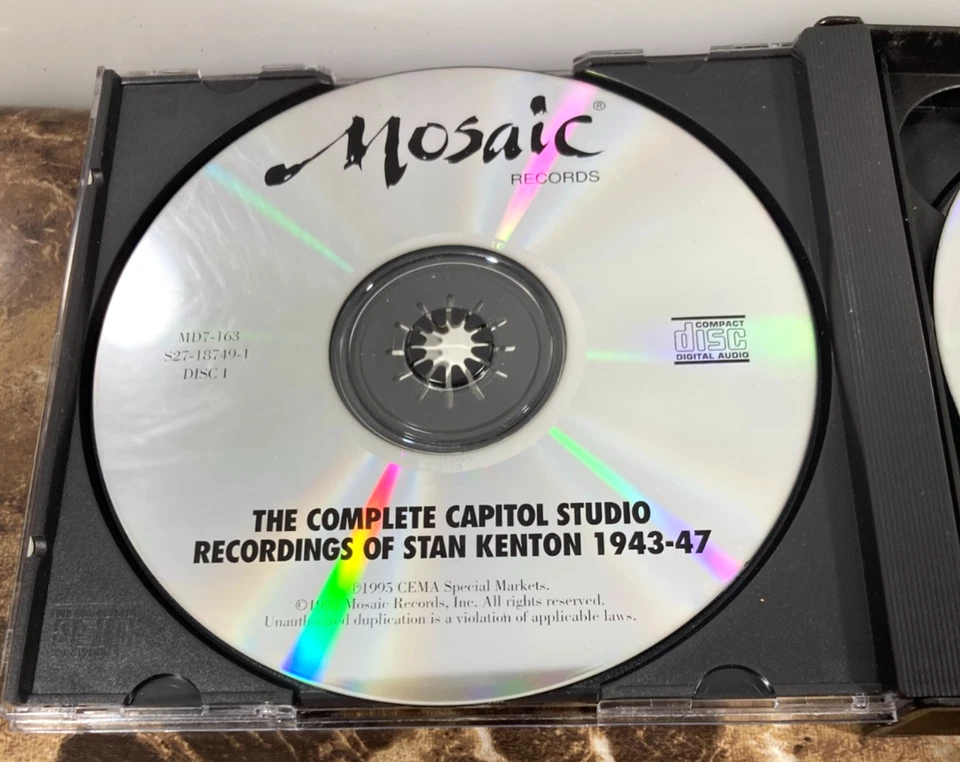 Mosaic®
RECORDS
MD7-163
S27-18749-1
DISC 1
COMPACT
disc
DIGITAL AUDIO
THE COMPLETE CAPITOL STUDIO
RECORDINGS OF STAN KENTON 1943-47
℗1995 CEMA Special Markets.
© Mosaic Records, Inc. All rights reserved.
Unauthorized duplication is a violation of applicable laws.